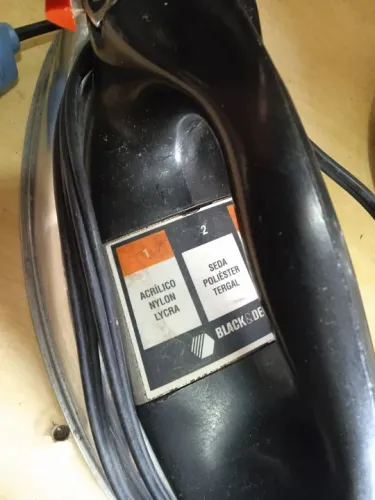 1
ACRÍLICO
NYLON
LYCRA
2
SEDA
POLIÉSTER
TERGAL
BLACK&DE